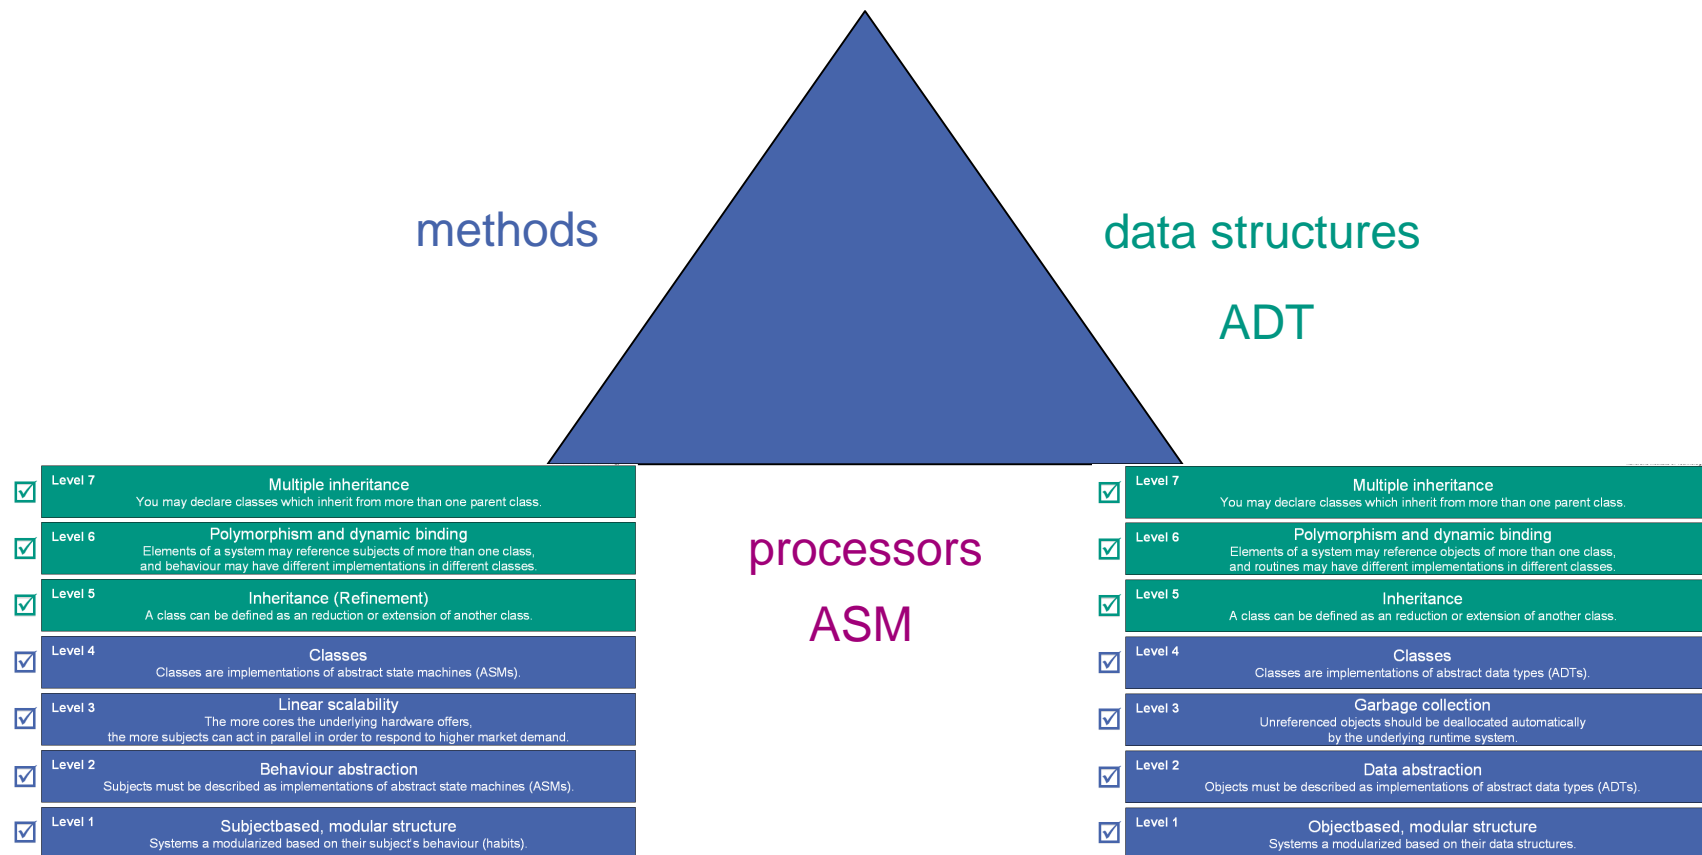 methods
data structures
ADT
processors
ASM
Level 7
Multiple inheritance
You may declare classes which inherit from more than one parent class.
Level 6
Polymorphism and dynamic binding
Elements of a system may reference subjects of more than one class,
and behaviour may have different implementations in different classes.
Level 5
Inheritance (Refinement)
A class can be defined as an reduction or extension of another class.
Level 4
Classes
Classes are implementations of abstract state machines (ASMs).
Level 3
Linear scalability
The more cores the underlying hardware offers,
the more subjects can act in parallel in order to respond to higher market demand.
Level 2
Behaviour abstraction
Subjects must be described as implementations of abstract state machines (ASMs).
Level 1
Subjectbased, modular structure
Systems a modularized based on their subject's behaviour (habits).
Level 7
Multiple inheritance
You may declare classes which inherit from more than one parent class.
Level 6
Polymorphism and dynamic binding
Elements of a system may reference objects of more than one class,
and routines may have different implementations in different classes.
Level 5
Inheritance
A class can be defined as an reduction or extension of another class.
Level 4
Classes
Classes are implementations of abstract data types (ADTs).
Level 3
Garbage collection
Unreferenced objects should be deallocated automatically
by the underlying runtime system.
Level 2
Data abstraction
Objects must be described as implementations of abstract data types (ADTs).
Level 1
Objectbased, modular structure
Systems a modularized based on their data structures.